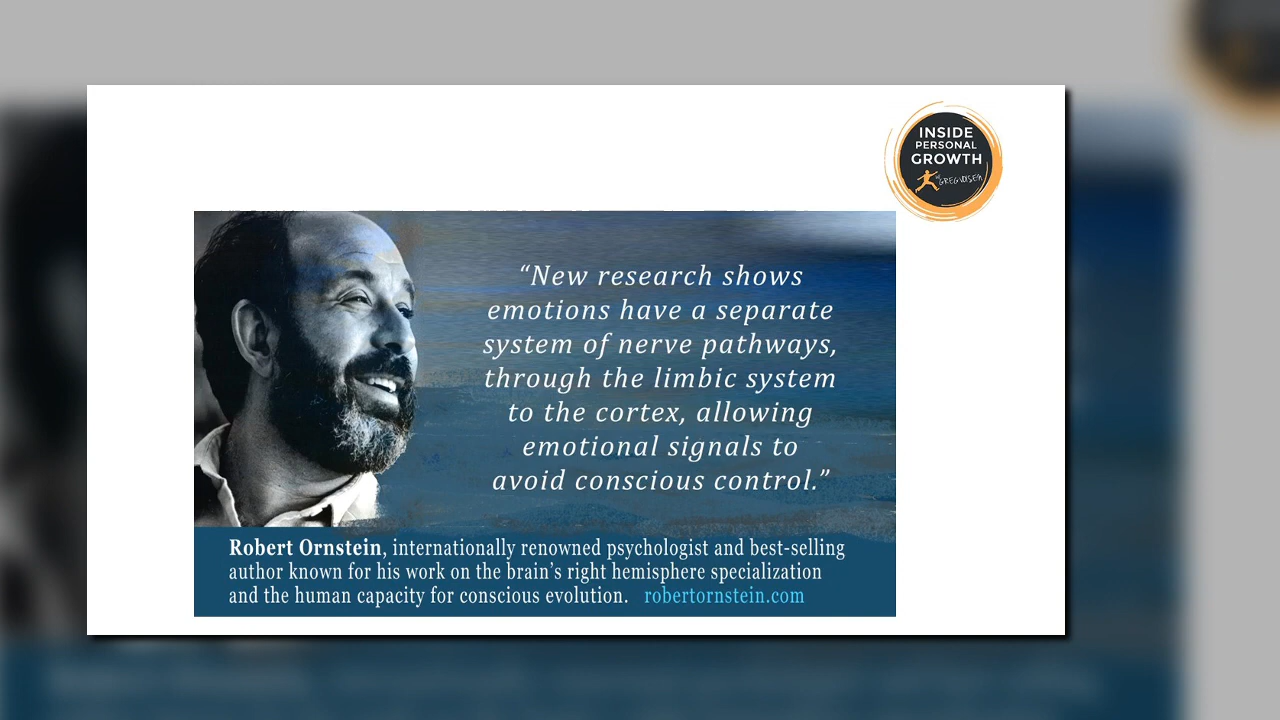 INSIDE
PERSONAL
GROWTH
“New research shows
emotions have a separate
system of nerve pathways,
through the limbic system
to the cortex, allowing
emotional signals to
avoid conscious control.”
Robert Ornstein, internationally renowned psychologist and best-selling
author known for his work on the brain’s right hemisphere specialization
and the human capacity for conscious evolution. robertornstein.com